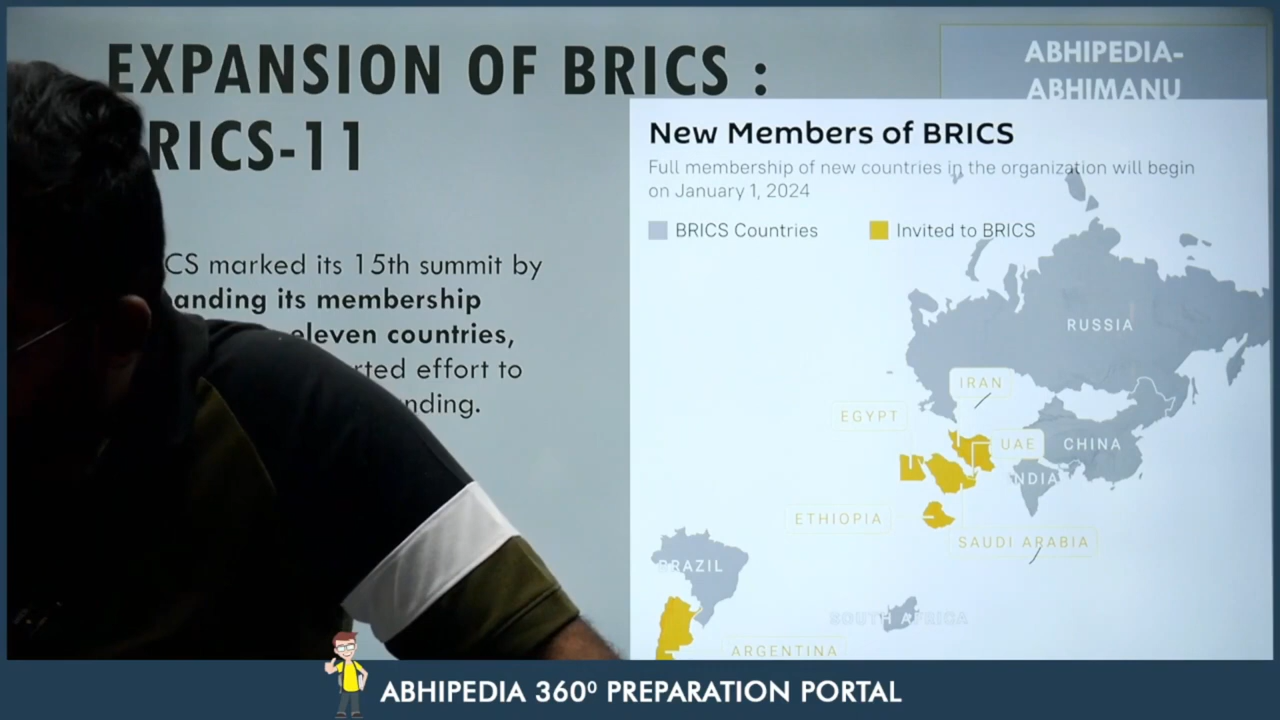 EXPANSION OF BRICS :
RICS-11
CS marked its 15th summit by
anding its membership
eleven countries,
rted effort to
nding.
ABHIPEDIA-
ABHIMANU
New Members of BRICS
Full membership of new countries in the organization will begin
on January 1, 2024
BRICS Countries
Invited to BRICS
RUSSIA
IRAN
EGYPT
UAE
CHINA
NDIA
ETHIOPIA
SAUDI ARABIA
BRAZIL
SOUTH AFRICA
ARGENTINA
ABHIPEDIA 360⁰ PREPARATION PORTAL